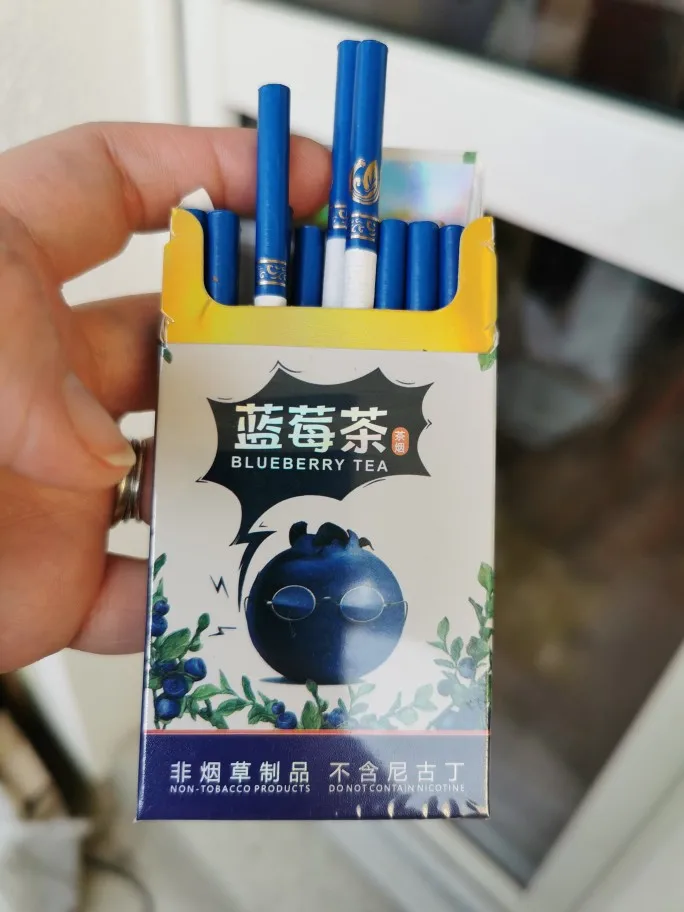 蓝莓茶
茶烟
BLUEBERRY TEA
非烟草制品 不含尼古丁
NON-TOBACCO PRODUCTS DO NOT CONTAIN NICOTINE